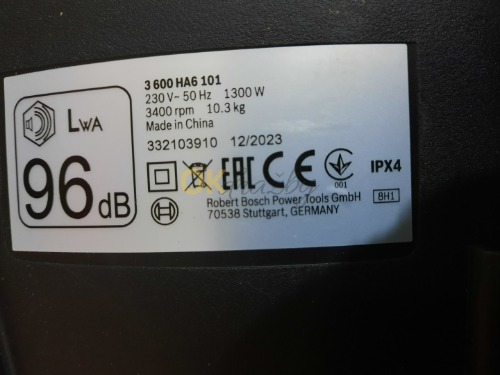 LWA
96 dB
3 600 HA6 101
230 V~ 50 Hz 1300 W
3400 rpm 10.3 kg
Made in China
332103910 12/2023
EAC CE
001
IPX4
8H1
Robert Bosch Power Tools GmbH
70538 Stuttgart, GERMANY